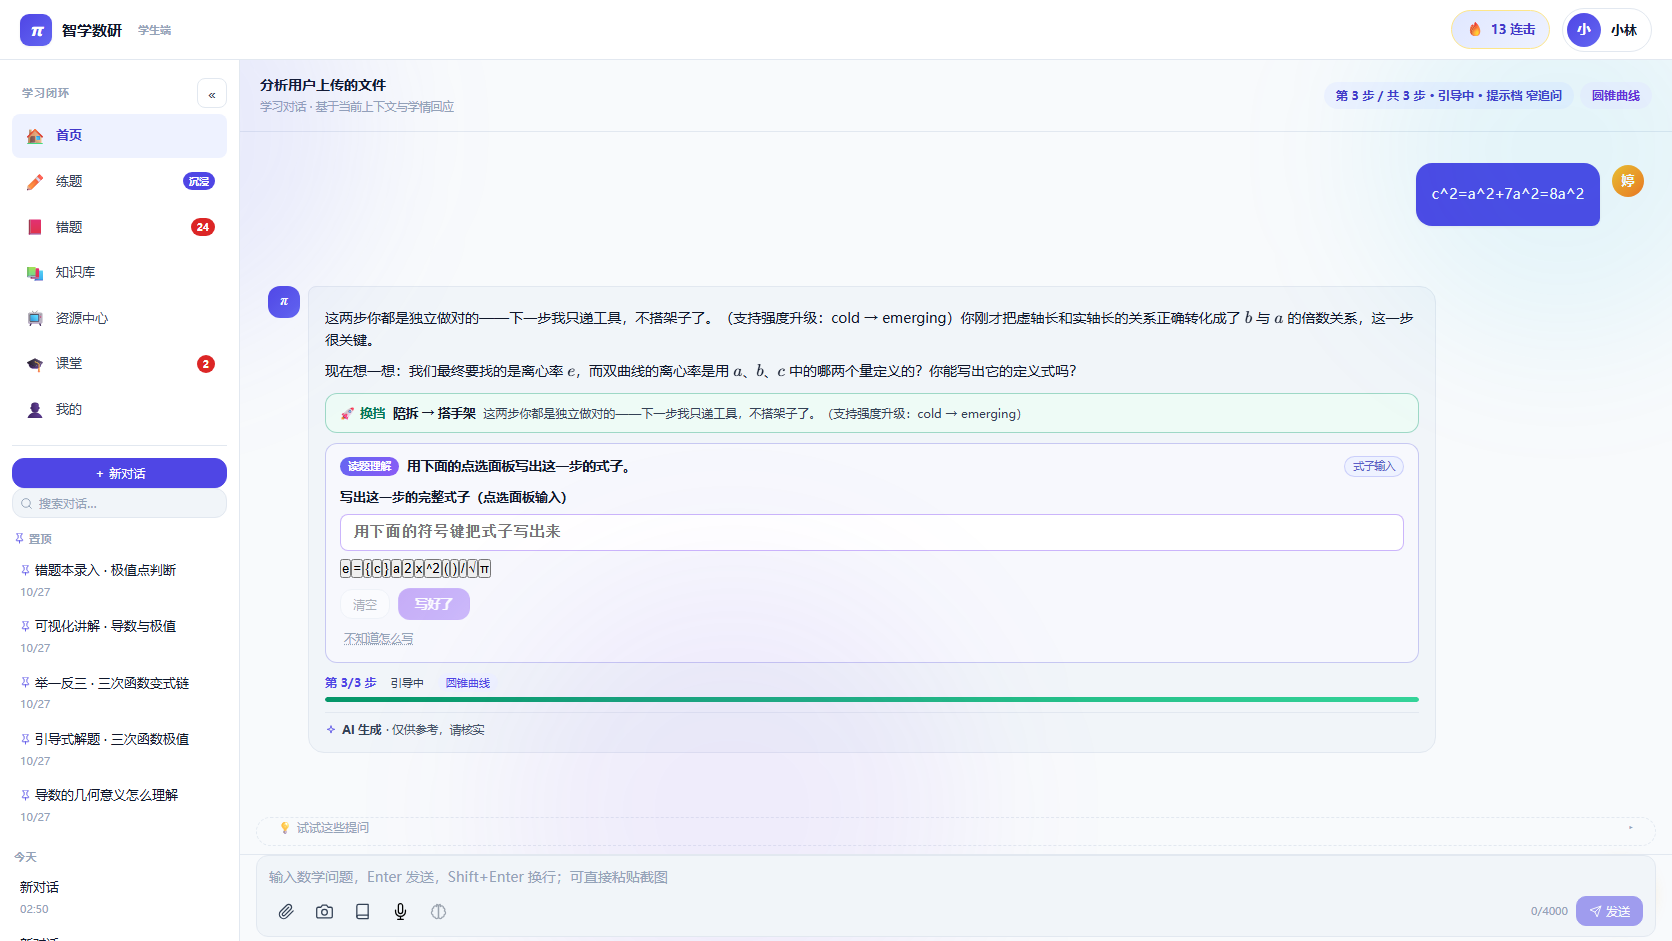 π 智学数研 学生端
🔥 13 连击
小 小林
学习闭环 «
🏠 首页
✏️ 练题 沉浸
📕 错题 24
📚 知识库
📺 资源中心
🎓 课堂 2
👤 我的
+ 新对话
搜索对话...
置顶
错题本录入 · 极值点判断
10/27
可视化讲解 · 导数与极值
10/27
举一反三 · 三次函数变式链
10/27
引导式解题 · 三次函数极值
10/27
导数的几何意义怎么理解
10/27
今天
新对话
02:50
新对话
分析用户上传的文件
学习对话 · 基于当前上下文与学情回应
第 3 步 / 共 3 步 • 引导中 • 提示档 窄追问 圆锥曲线
c^2=a^2+7a^2=8a^2
婷
π
这两步你都是独立做对的——下一步我只递工具，不搭架子了。（支持强度升级：cold → emerging）你刚才把虚轴长和实轴长的关系正确转化成了 b 与 a 的倍数关系，这一步
很关键。
现在想一想：我们最终要找的是离心率 e，而双曲线的离心率是用 a、b、c 中的哪两个量定义的？你能写出它的定义式吗？
🚀 换挡 陪拆 → 搭手架 这两步你都是独立做对的——下一步我只递工具，不搭架子了。（支持强度升级：cold → emerging）
读题理解 用下面的点选面板写出这一步的式子。 式子输入
写出这一步的完整式子（点选面板输入）
用下面的符号键把式子写出来
e = { c } a 2 x ^2 ( ) / √ π
清空 写好了
不知道怎么写
第 3/3 步 引导中 圆锥曲线
AI 生成 · 仅供参考，请核实
💡 试试这些提问
输入数学问题，Enter 发送，Shift+Enter 换行；可直接粘贴截图
0/4000 发送